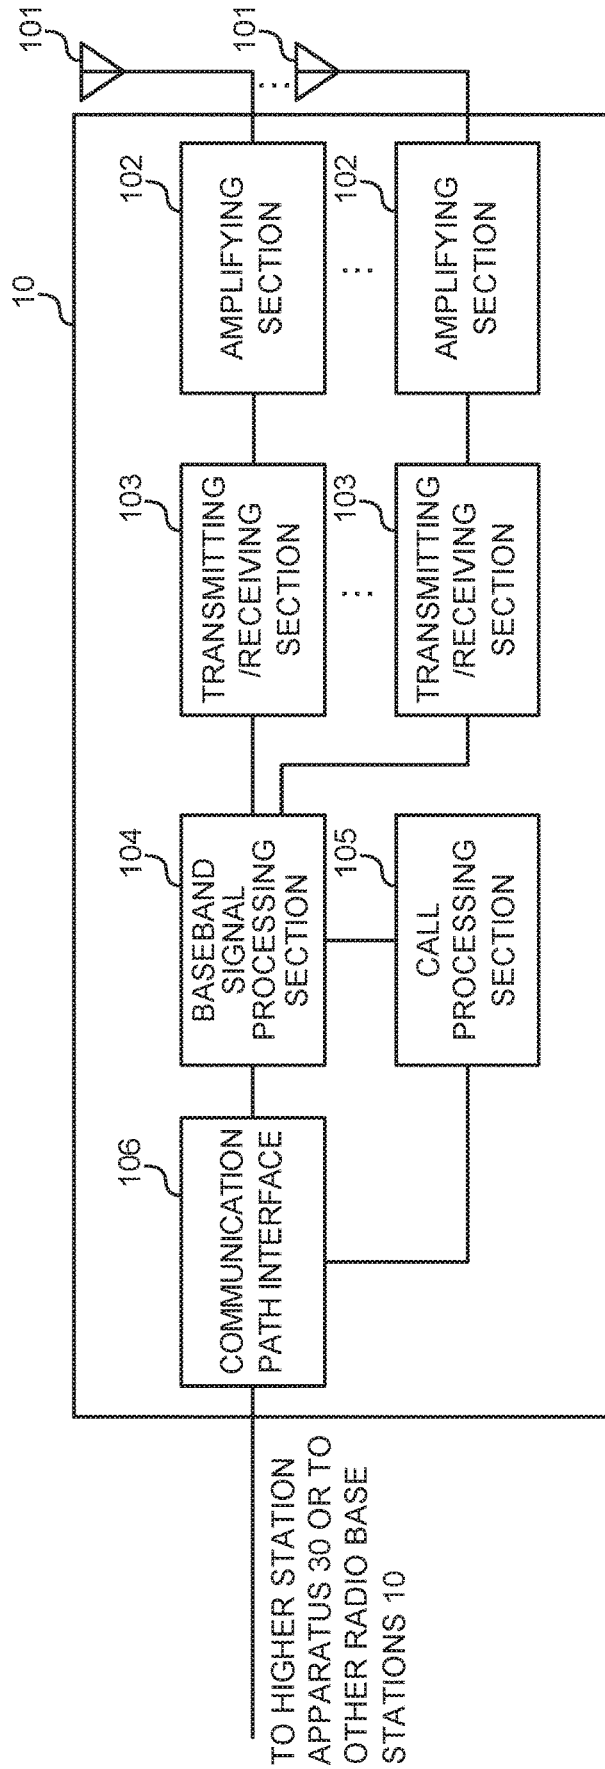 10
101
101
102
AMPLIFYING
SECTION
102
AMPLIFYING
SECTION
103
TRANSMITTING
/RECEIVING
SECTION
103
TRANSMITTING
/RECEIVING
SECTION
104
BASEBAND
SIGNAL
PROCESSING
SECTION
105
CALL
PROCESSING
SECTION
106
COMMUNICATION
PATH INTERFACE
TO HIGHER STATION
APPARATUS 30 OR TO
OTHER RADIO BASE
STATIONS 10